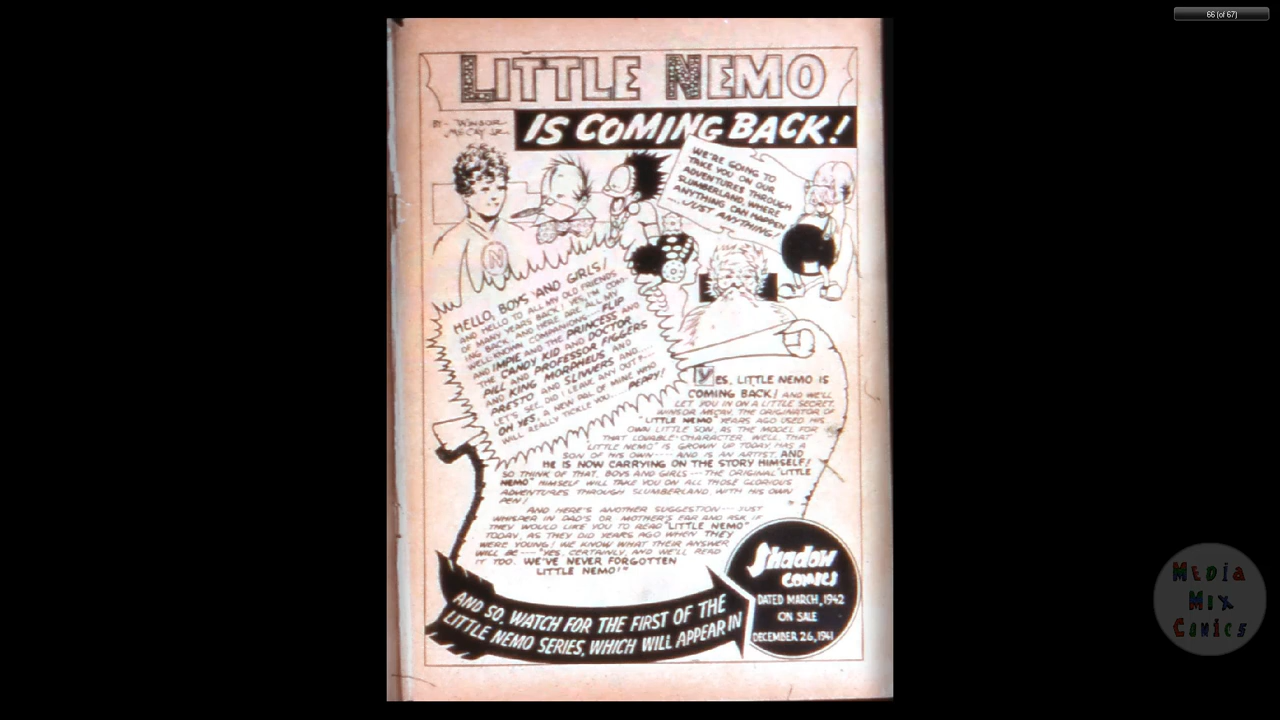 66 (of 67)
LITTLE NEMO
BY - WINSOR
McCAY JR.
IS COMING BACK!
WE'RE GOING TO
TAKE YOU ON OUR
ADVENTURES THROUGH
SLUMBERLAND, WHERE
ANYTHING CAN HAPPEN
....JUST ANYTHING!
N
HELLO, BOYS AND GIRLS!
AND HELLO TO ALL MY OLD FRIENDS
OF MANY YEARS BACK! YES, I'M COM-
ING BACK, AND HERE ARE ALL MY
WELL-KNOWN COMPANIONS... FLIP
AND IMPIE AND THE PRINCESS AND
THE CANDY KID AND DOCTOR
PILL AND PROFESSOR FIGGERS
AND KING MORPHEUS AND
PRESTO AND SLIVERS AND.....
LET'S SEE, DID I LEAVE ANY OUT?...
OH YES, A NEW PAL OF MINE WHO
WILL REALLY TICKLE YOU.... PEPPY!
YES, LITTLE NEMO IS
COMING BACK! AND WE'LL
LET YOU IN ON A LITTLE SECRET.
WINSOR McCAY, THE ORIGINATOR OF
"LITTLE NEMO" YEARS AGO USED HIS
OWN LITTLE SON, AS THE MODEL FOR
THAT LOVABLE CHARACTER. WELL, THAT
"LITTLE NEMO" IS GROWN UP TODAY, HAS A
SON OF HIS OWN---- AND IS AN ARTIST, AND
HE IS NOW CARRYING ON THE STORY HIMSELF!
SO THINK OF THAT, BOYS AND GIRLS --- THE ORIGINAL "LITTLE
NEMO" HIMSELF WILL TAKE YOU ON ALL THOSE GLORIOUS
ADVENTURES THROUGH SLUMBERLAND, WITH HIS OWN
PEN!
AND HERE'S ANOTHER SUGGESTION --- JUST
WHISPER IN DAD'S OR MOTHER'S EAR AND ASK IF
THEY WOULD LIKE YOU TO READ "LITTLE NEMO"
TODAY, AS THEY DID YEARS AGO WHEN THEY
WERE YOUNG! WE KNOW WHAT THEIR ANSWER
WILL BE --- "YES, CERTAINLY, AND WE'LL READ
IT TOO. WE'VE NEVER FORGOTTEN
LITTLE NEMO!"
AND SO, WATCH FOR THE FIRST OF THE
LITTLE NEMO SERIES, WHICH WILL APPEAR IN
Shadow
COMICS
DATED MARCH, 1942
ON SALE
DECEMBER 26, 1941
MEDIA
MIX
COMICS